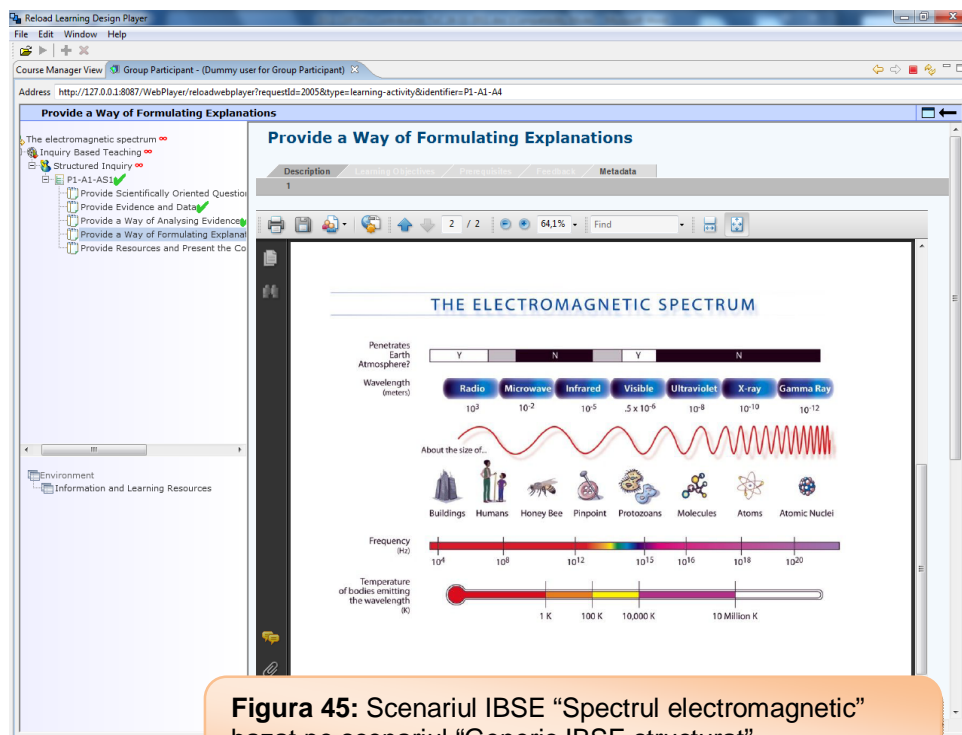 Reload Learning Design Player
File Edit Window Help
Course Manager View Group Participant - (Dummy user for Group Participant)
Address http://127.0.0.1:8087/WebPlayer/reloadwebplayer?requestId=2005&type=learning-activity&identifier=P1-A1-A4
Provide a Way of Formulating Explanations
The electromagnetic spectrum
Inquiry Based Teaching
Structured Inquiry
P1-A1-AS1
Provide Scientifically Oriented Question
Provide Evidence and Data
Provide a Way of Analysing Evidence
Provide a Way of Formulating Explanat
Provide Resources and Present the Co
Environment
Information and Learning Resources
Provide a Way of Formulating Explanations
Description Learning Objectives Prerequisites Feedback Metadata
1
2 / 2 64,1% Find
THE ELECTROMAGNETIC SPECTRUM
Penetrates
Earth
Atmosphere?
Y N Y N
Wavelength
(meters)
Radio Microwave Infrared Visible Ultraviolet X-ray Gamma Ray
10³ 10⁻² 10⁻⁵ .5 x 10⁻⁶ 10⁻⁸ 10⁻¹⁰ 10⁻¹²
About the size of...
Buildings Humans Honey Bee Pinpoint Protozoans Molecules Atoms Atomic Nuclei
Frequency
(Hz)
10⁴ 10⁸ 10¹² 10¹⁵ 10¹⁶ 10¹⁸ 10²⁰
Temperature
of bodies emitting
the wavelength
(K)
1 K 100 K 10,000 K 10 Million K
Figura 45: Scenariul IBSE “Spectrul electromagnetic”
bazat pe scenariul “Generic IBSE structurat”